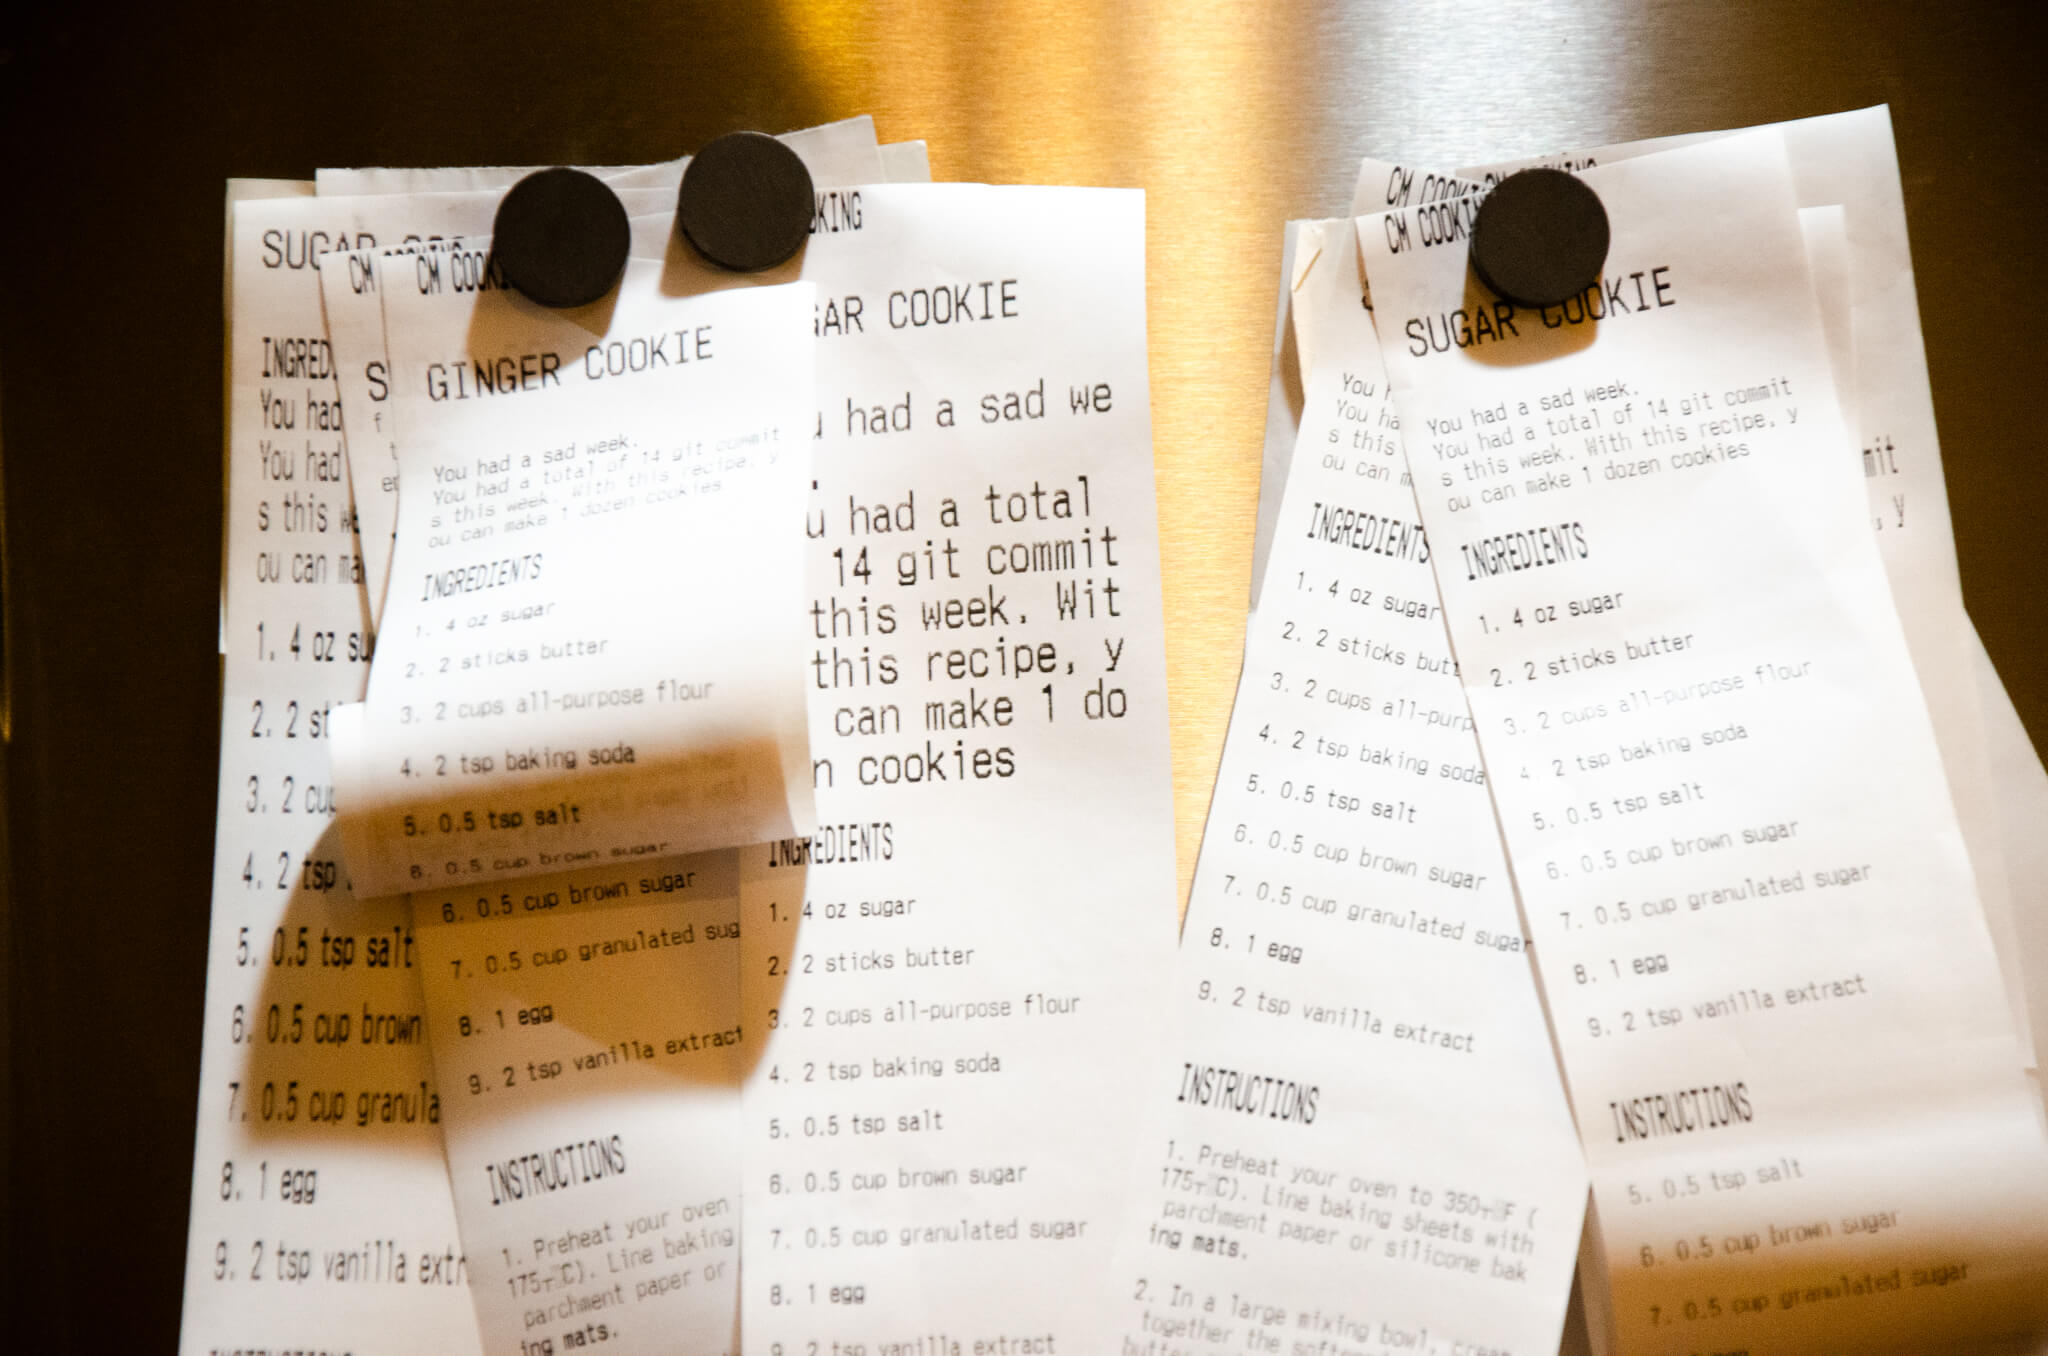 SUGAR
INGRED
You had
You had
s this we
ou can ma
1. 4 oz su
2. 2 st
3. 2 cup
4. 2 tsp
5. 0.5 tsp salt
6. 0.5 cup brown
7. 0.5 cup granula
8. 1 egg
9. 2 tsp vanilla extr
CM
S
CM COOKI
GINGER COOKIE
You had a sad week.
You had a total of 14 git commit
s this week. With this recipe, y
ou can make 1 dozen cookies
INGREDIENTS
1. 4 oz sugar
2. 2 sticks butter
3. 2 cups all-purpose flour
4. 2 tsp baking soda
5. 0.5 tsp salt
6. 0.5 cup brown sugar
6. 0.5 cup brown sugar
7. 0.5 cup granulated sug
8. 1 egg
9. 2 tsp vanilla extract
INSTRUCTIONS
1. Preheat your oven
175 C). Line baking
parchment paper or
ing mats.
OKING
GAR COOKIE
u had a sad we
u had a total
14 git commit
this week. Wit
this recipe, y
can make 1 do
n cookies
INGREDIENTS
1. 4 oz sugar
2. 2 sticks butter
3. 2 cups all-purpose flour
4. 2 tsp baking soda
5. 0.5 tsp salt
6. 0.5 cup brown sugar
7. 0.5 cup granulated sugar
8. 1 egg
9. 2 tsp vanilla extract
You h
You ha
s this
ou can m
INGREDIENTS
1. 4 oz sugar
2. 2 sticks butt
3. 2 cups all-purp
4. 2 tsp baking soda
5. 0.5 tsp salt
6. 0.5 cup brown sugar
7. 0.5 cup granulated sugar
8. 1 egg
9. 2 tsp vanilla extract
INSTRUCTIONS
1. Preheat your oven to 350 F (
175 C). Line baking sheets with
parchment paper or silicone bak
ing mats.
2. In a large mixing bowl, cream
together the
CM COOKIN
CM COOKIN
SUGAR COOKIE
You had a sad week.
You had a total of 14 git commit
s this week. With this recipe, y
ou can make 1 dozen cookies
INGREDIENTS
1. 4 oz sugar
2. 2 sticks butter
3. 2 cups all-purpose flour
4. 2 tsp baking soda
5. 0.5 tsp salt
6. 0.5 cup brown sugar
7. 0.5 cup granulated sugar
8. 1 egg
9. 2 tsp vanilla extract
INSTRUCTIONS
5. 0.5 tsp salt
6. 0.5 cup brown sugar
7. 0.5 cup granulated sugar
mit
, y